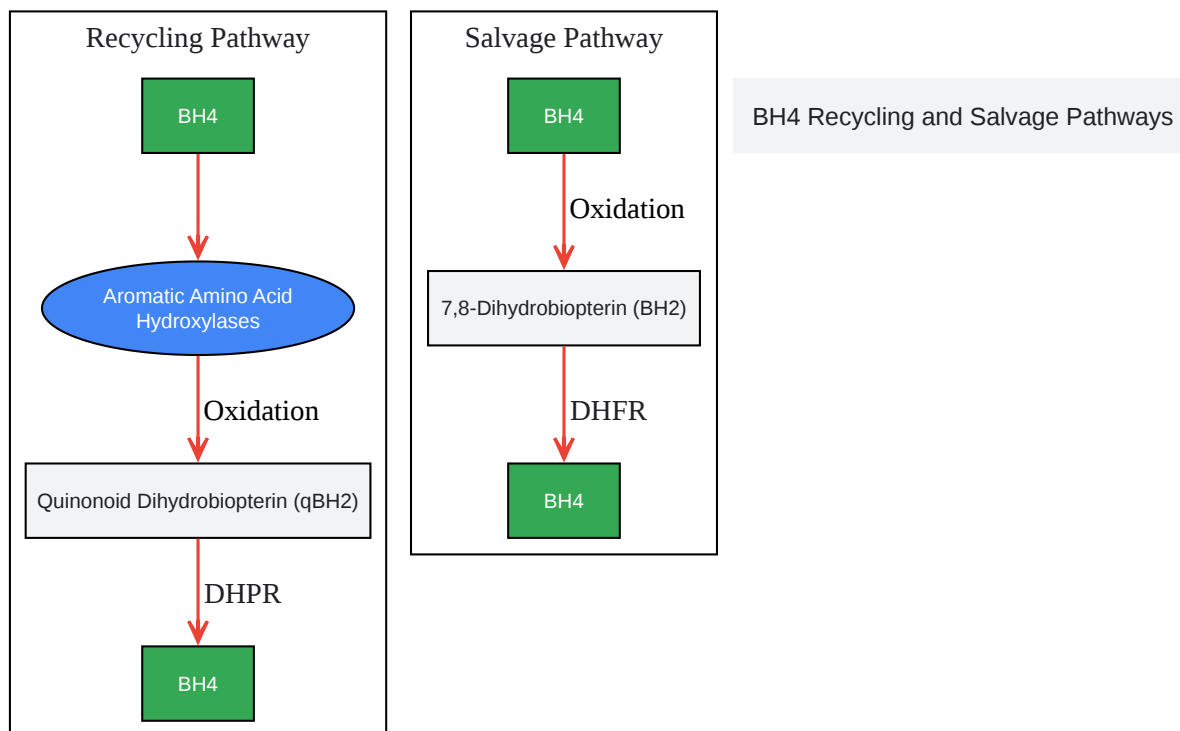 Recycling Pathway
BH4
Aromatic Amino Acid
Hydroxylases
Oxidation
Quinonoid Dihydrobiopterin (qBH2)
DHPR
BH4
Salvage Pathway
BH4
Oxidation
7,8-Dihydrobiopterin (BH2)
DHFR
BH4
BH4 Recycling and Salvage Pathways